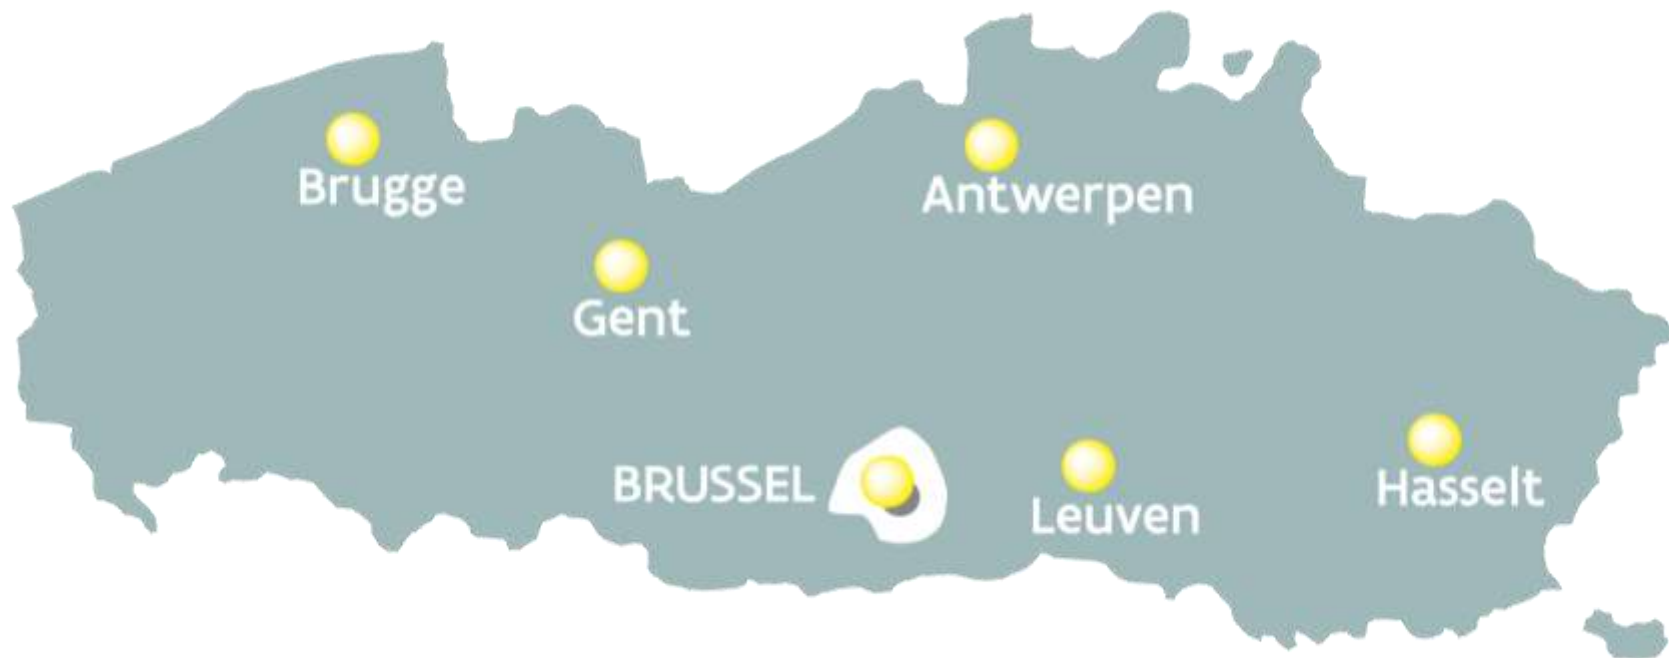 Brugge
Antwerpen
Gent
BRUSSEL
Leuven
Hasselt